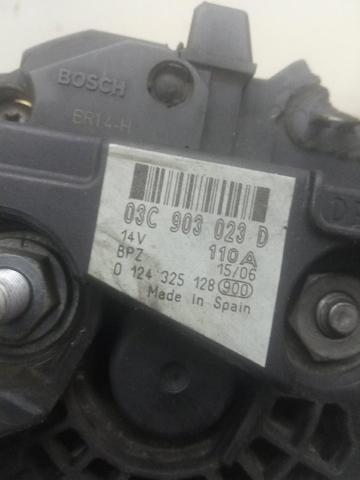 BOSCH
BR14-H
03C 903 023 D
14V 110A
BPZ 15/06
0 124 325 128 900
Made in Spain